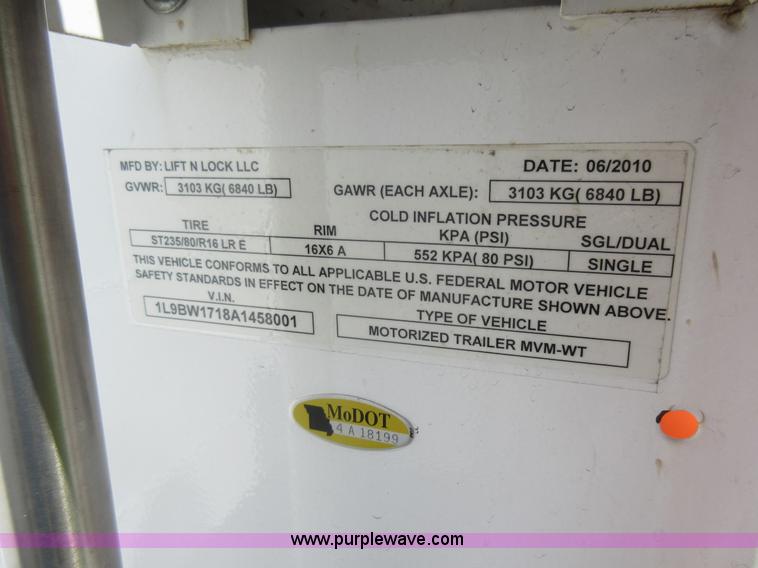 MFD BY: LIFT N LOCK LLC DATE: 06/2010
GVWR: 3103 KG( 6840 LB) GAWR (EACH AXLE): 3103 KG( 6840 LB)
COLD INFLATION PRESSURE
TIRE RIM KPA (PSI) SGL/DUAL
ST235/80/R16 LR E 16X6 A 552 KPA( 80 PSI) SINGLE
THIS VEHICLE CONFORMS TO ALL APPLICABLE U.S. FEDERAL MOTOR VEHICLE
SAFETY STANDARDS IN EFFECT ON THE DATE OF MANUFACTURE SHOWN ABOVE.
V.I.N. TYPE OF VEHICLE
1L9BW1718A1458001 MOTORIZED TRAILER MVM-WT
MoDOT
4 A 18199
www.purplewave.com